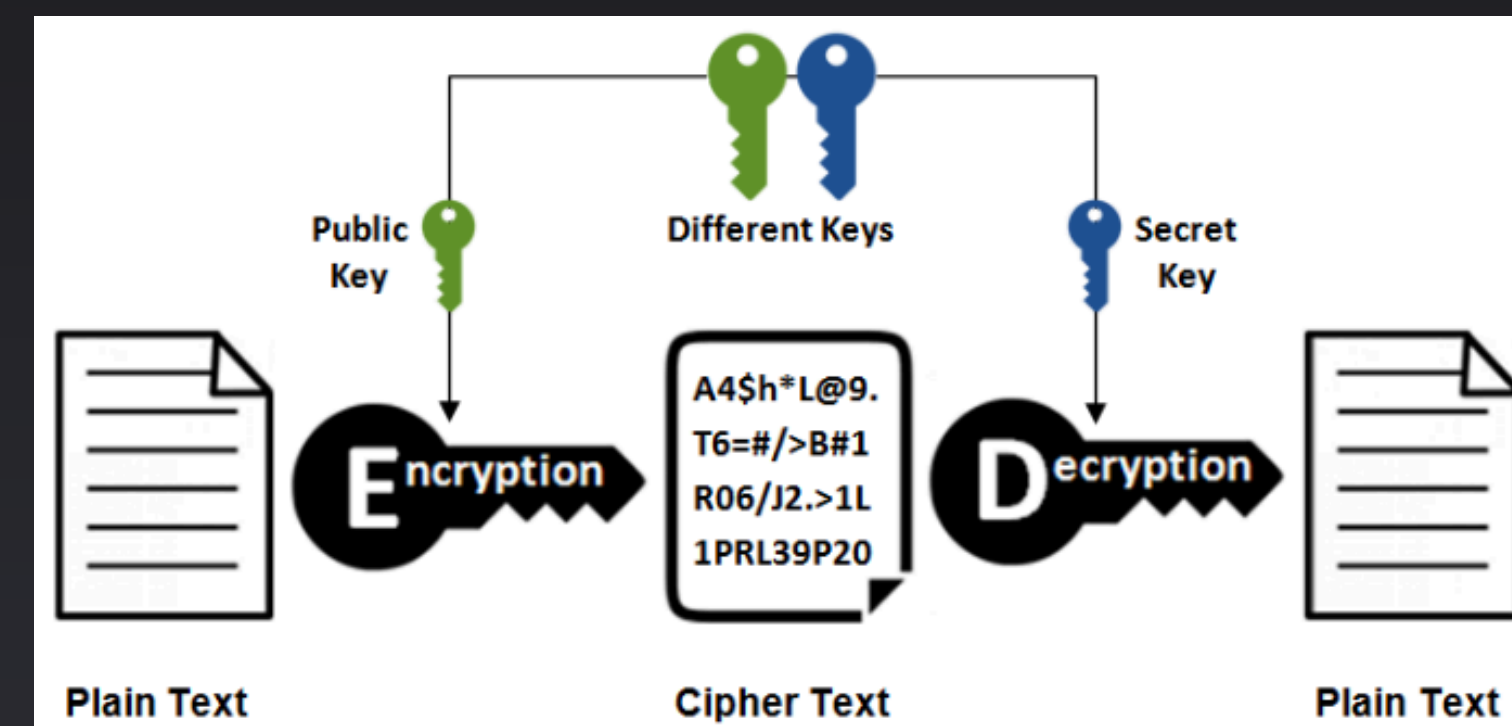 Public
Key
Different Keys
Secret
Key
Encryption
A4$h*L@9.
T6=#/>B#1
R06/J2.>1L
1PRL39P20
Decryption
Plain Text
Cipher Text
Plain Text